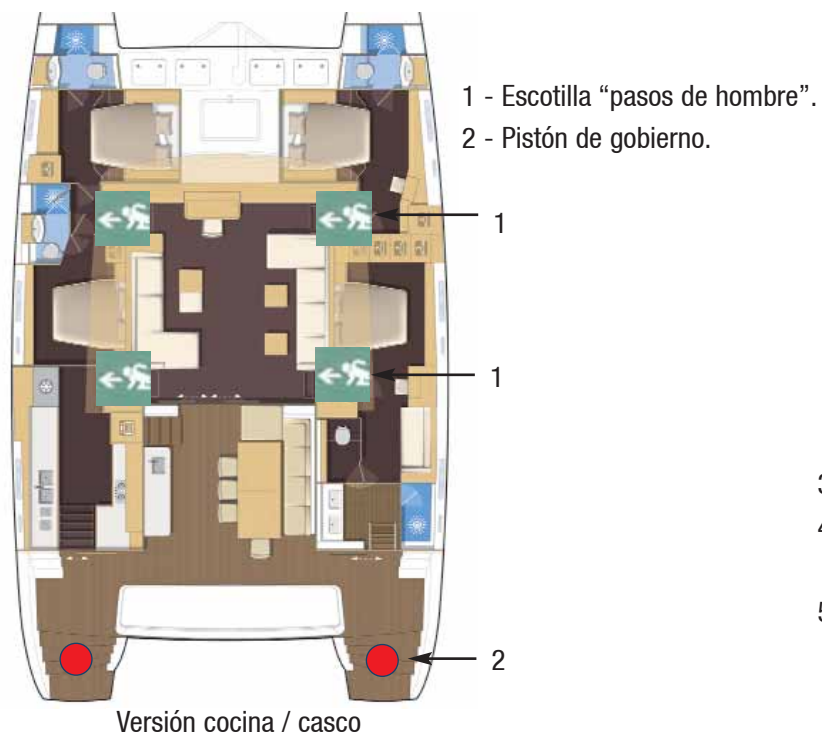 1 - Escotilla “pasos de hombre”.
2 - Pistón de gobierno.
1
1
2
Versión cocina / casco